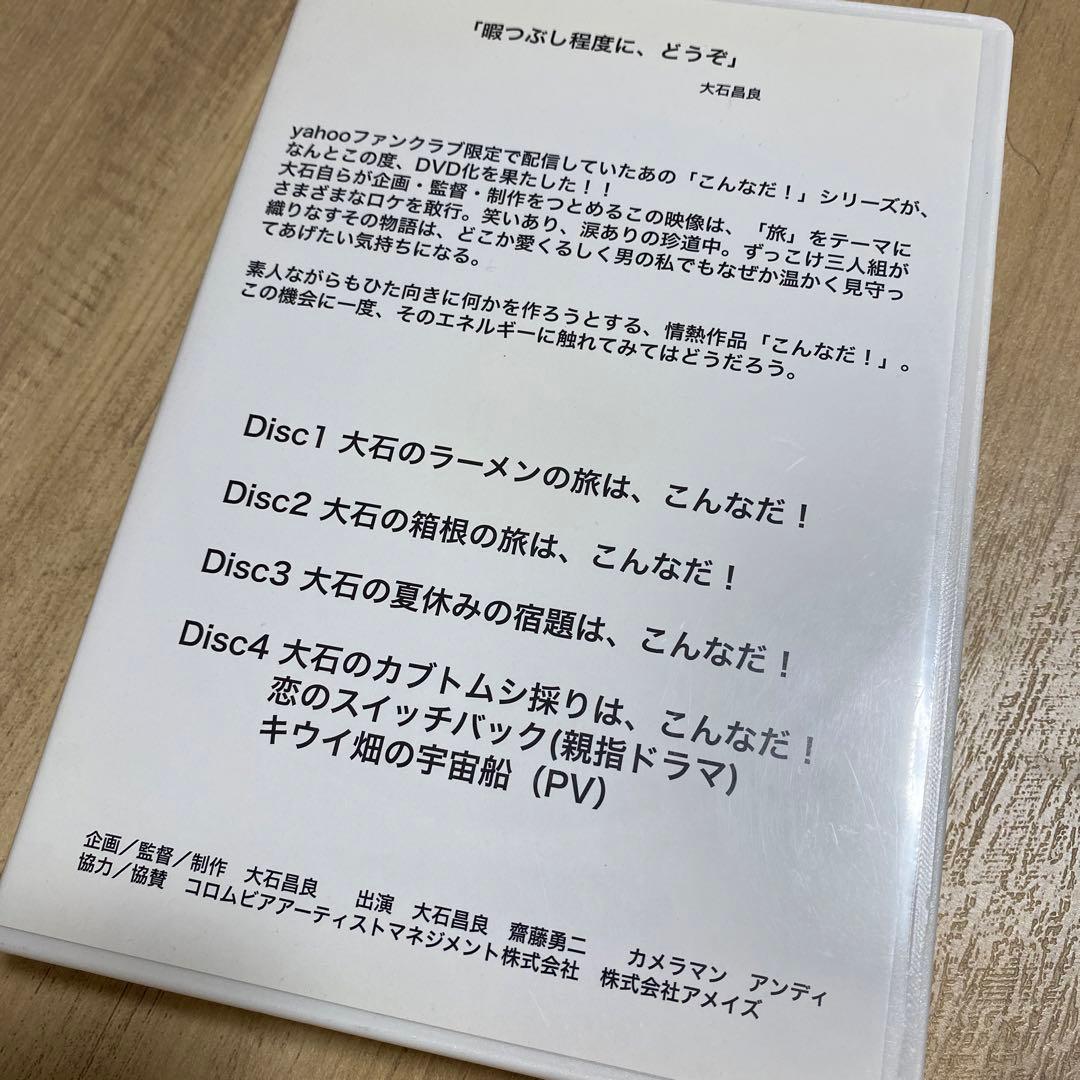 「暇つぶし程度に、どうぞ」
大石昌良
yahooファンクラブ限定で配信していたあの「こんなだ！」シリーズが、
なんとこの度、DVD化を果たした！！
大石自らが企画・監督・制作をつとめるこの映像は、「旅」をテーマに
さまざまなロケを敢行。笑いあり、涙ありの珍道中。ずっこけ三人組が
織りなすその物語は、どこか愛くるしく男の私でもなぜか温かく見守っ
てあげたい気持ちになる。
素人ながらもひた向きに何かを作ろうとする、情熱作品「こんなだ！」。
この機会に一度、そのエネルギーに触れてみてはどうだろう。
Disc1 大石のラーメンの旅は、こんなだ！
Disc2 大石の箱根の旅は、こんなだ！
Disc3 大石の夏休みの宿題は、こんなだ！
Disc4 大石のカブトムシ採りは、こんなだ！
恋のスイッチバック(親指ドラマ)
キウイ畑の宇宙船（PV）
企画／監督／制作　大石昌良　　出演　大石昌良　齋藤勇二　　カメラマン　アンディ
協力／協賛　コロムビアアーティストマネジメント株式会社　株式会社アメイズ